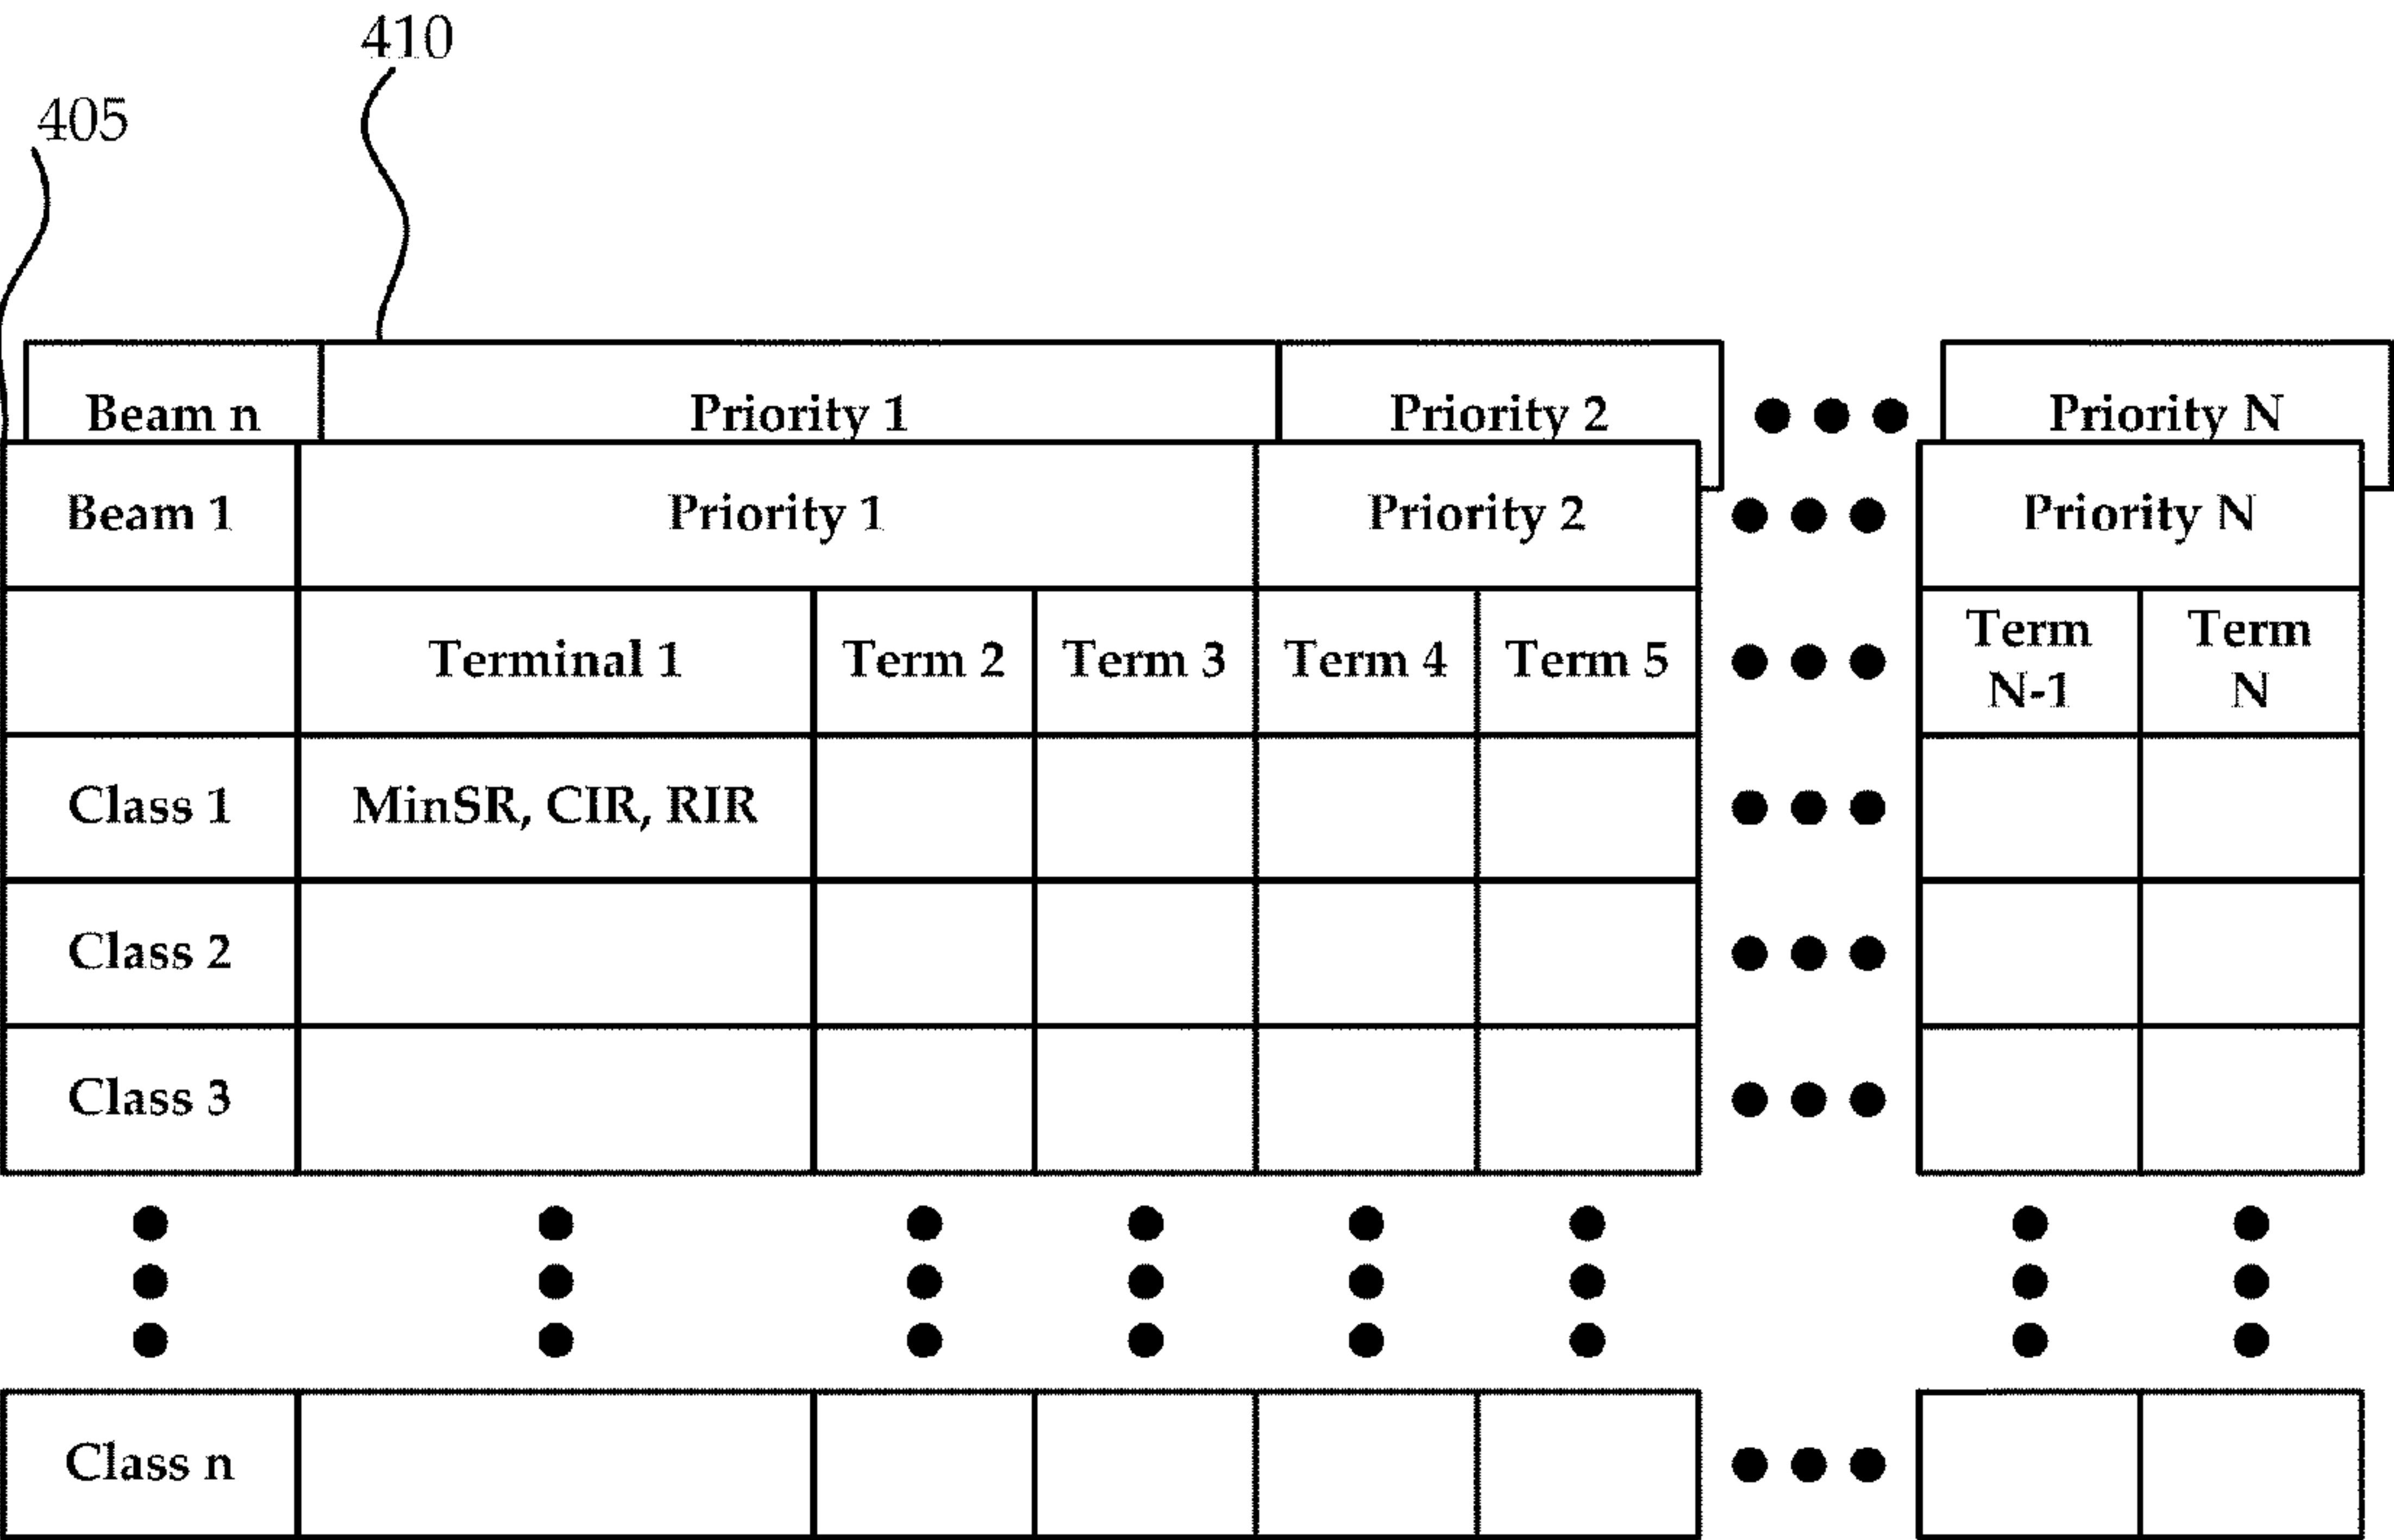 410
405
Beam n Priority 1 Priority 2 Priority N
Beam 1 Priority 1 Priority 2 Priority N
Terminal 1 Term 2 Term 3 Term 4 Term 5 Term N-1 Term N
Class 1 MinSR, CIR, RIR
Class 2
Class 3
Class n